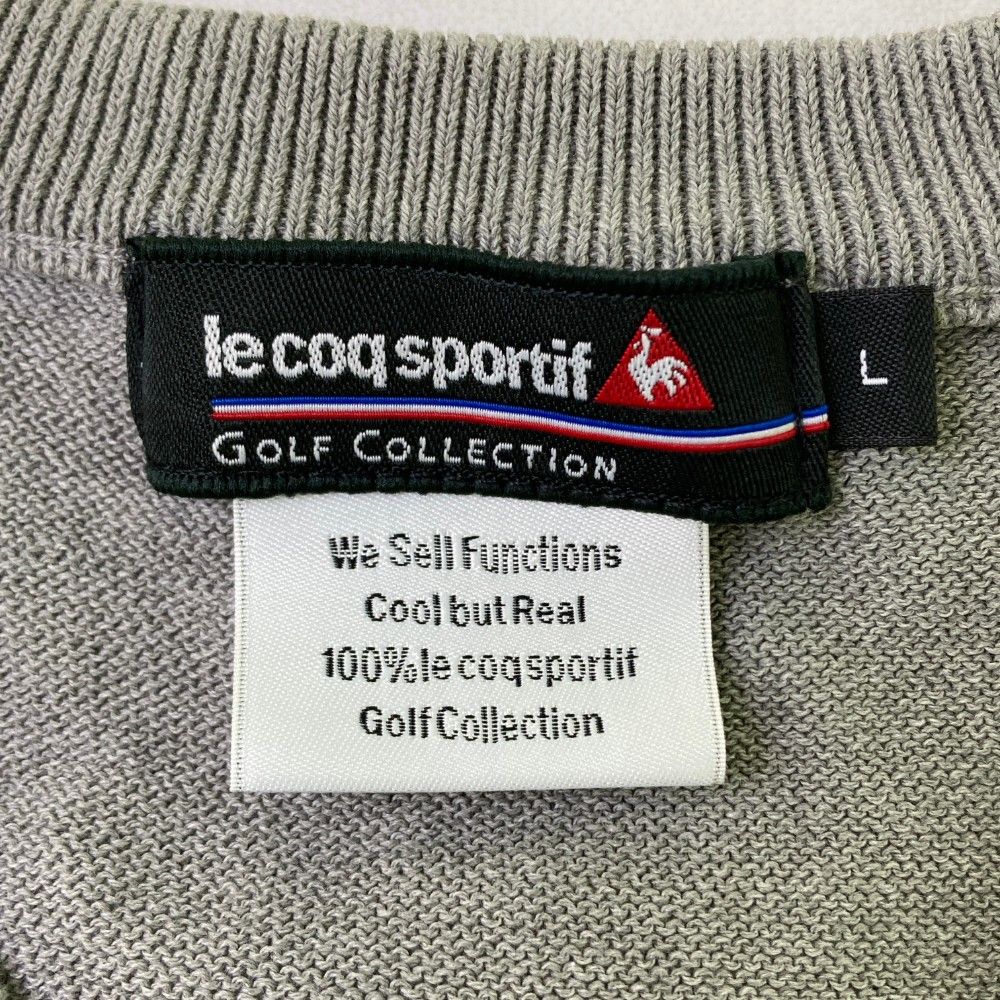 le coq sportif
L
GOLF COLLECTION
We Sell Functions
Cool but Real
100% le coq sportif
Golf Collection